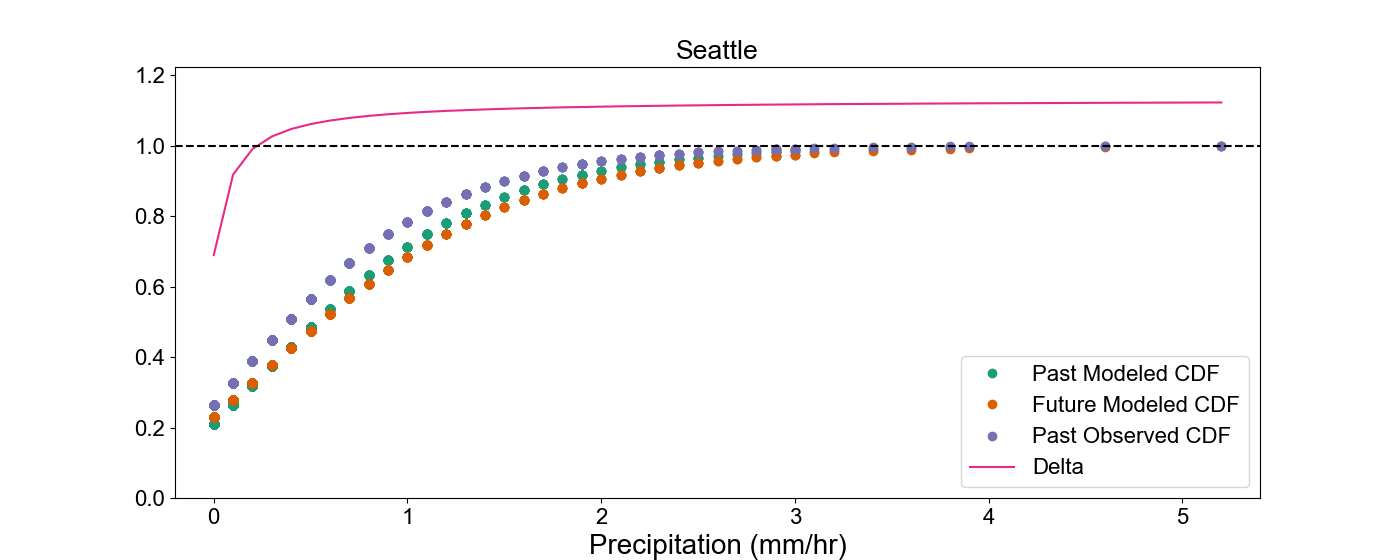 Seattle
1.2
1.0
0.8
0.6
0.4
0.2
0.0
Past Modeled CDF
Future Modeled CDF
Past Observed CDF
Delta
0 1 2 3 4 5
Precipitation (mm/hr)